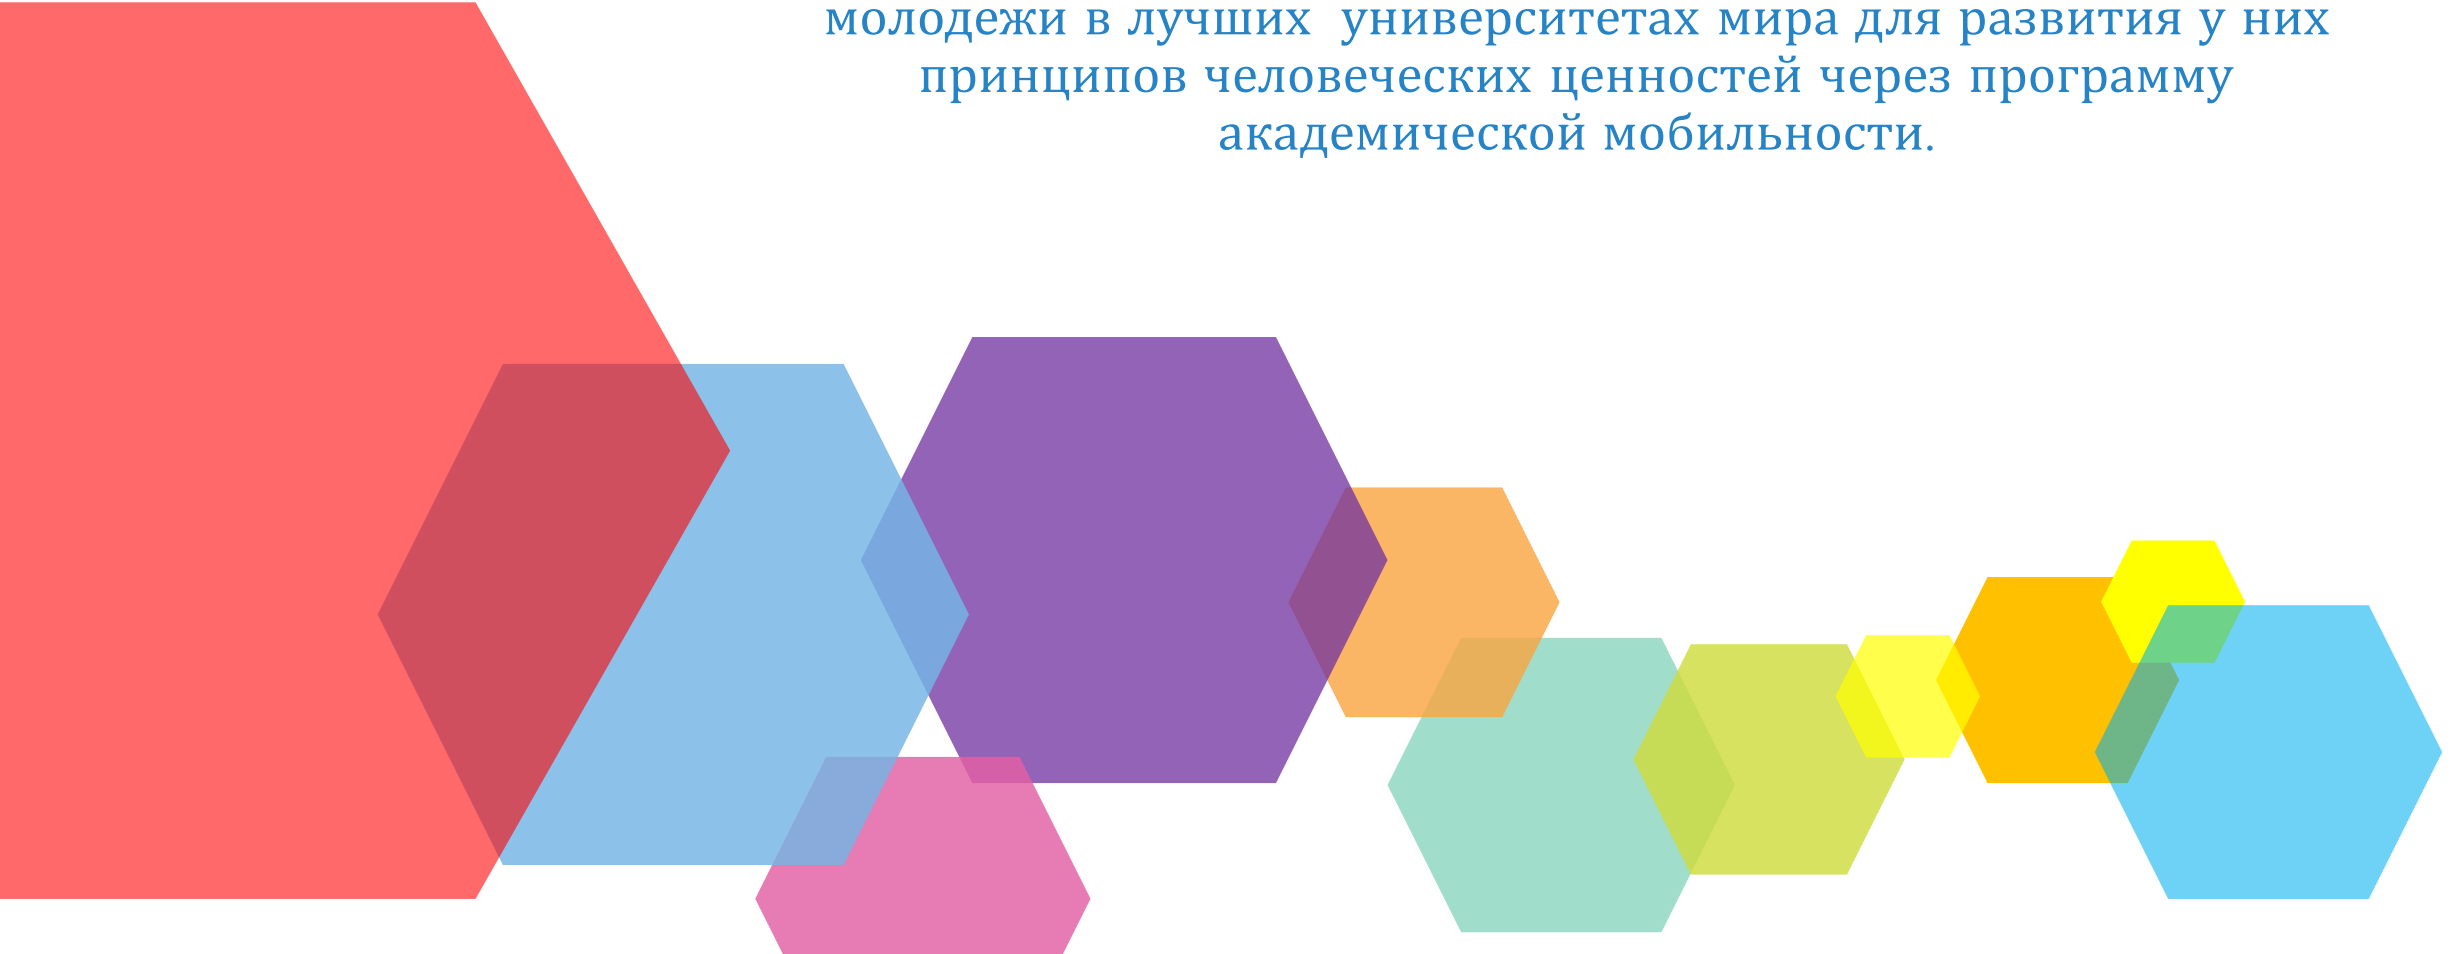 молодежи в лучших  университетах мира для развития у них
принципов человеческих ценностей через программу
академической мобильности.